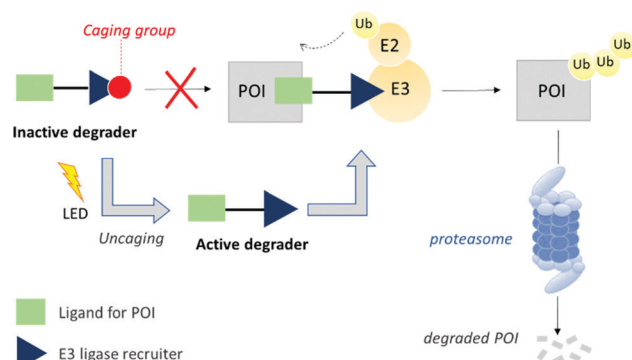 Caging group
Ub
E2
POI
E3
Ub
Ub
Ub
POI
Inactive degrader
LED
Uncaging
Active degrader
proteasome
Ligand for POI
degraded POI
E3 ligase recruiter